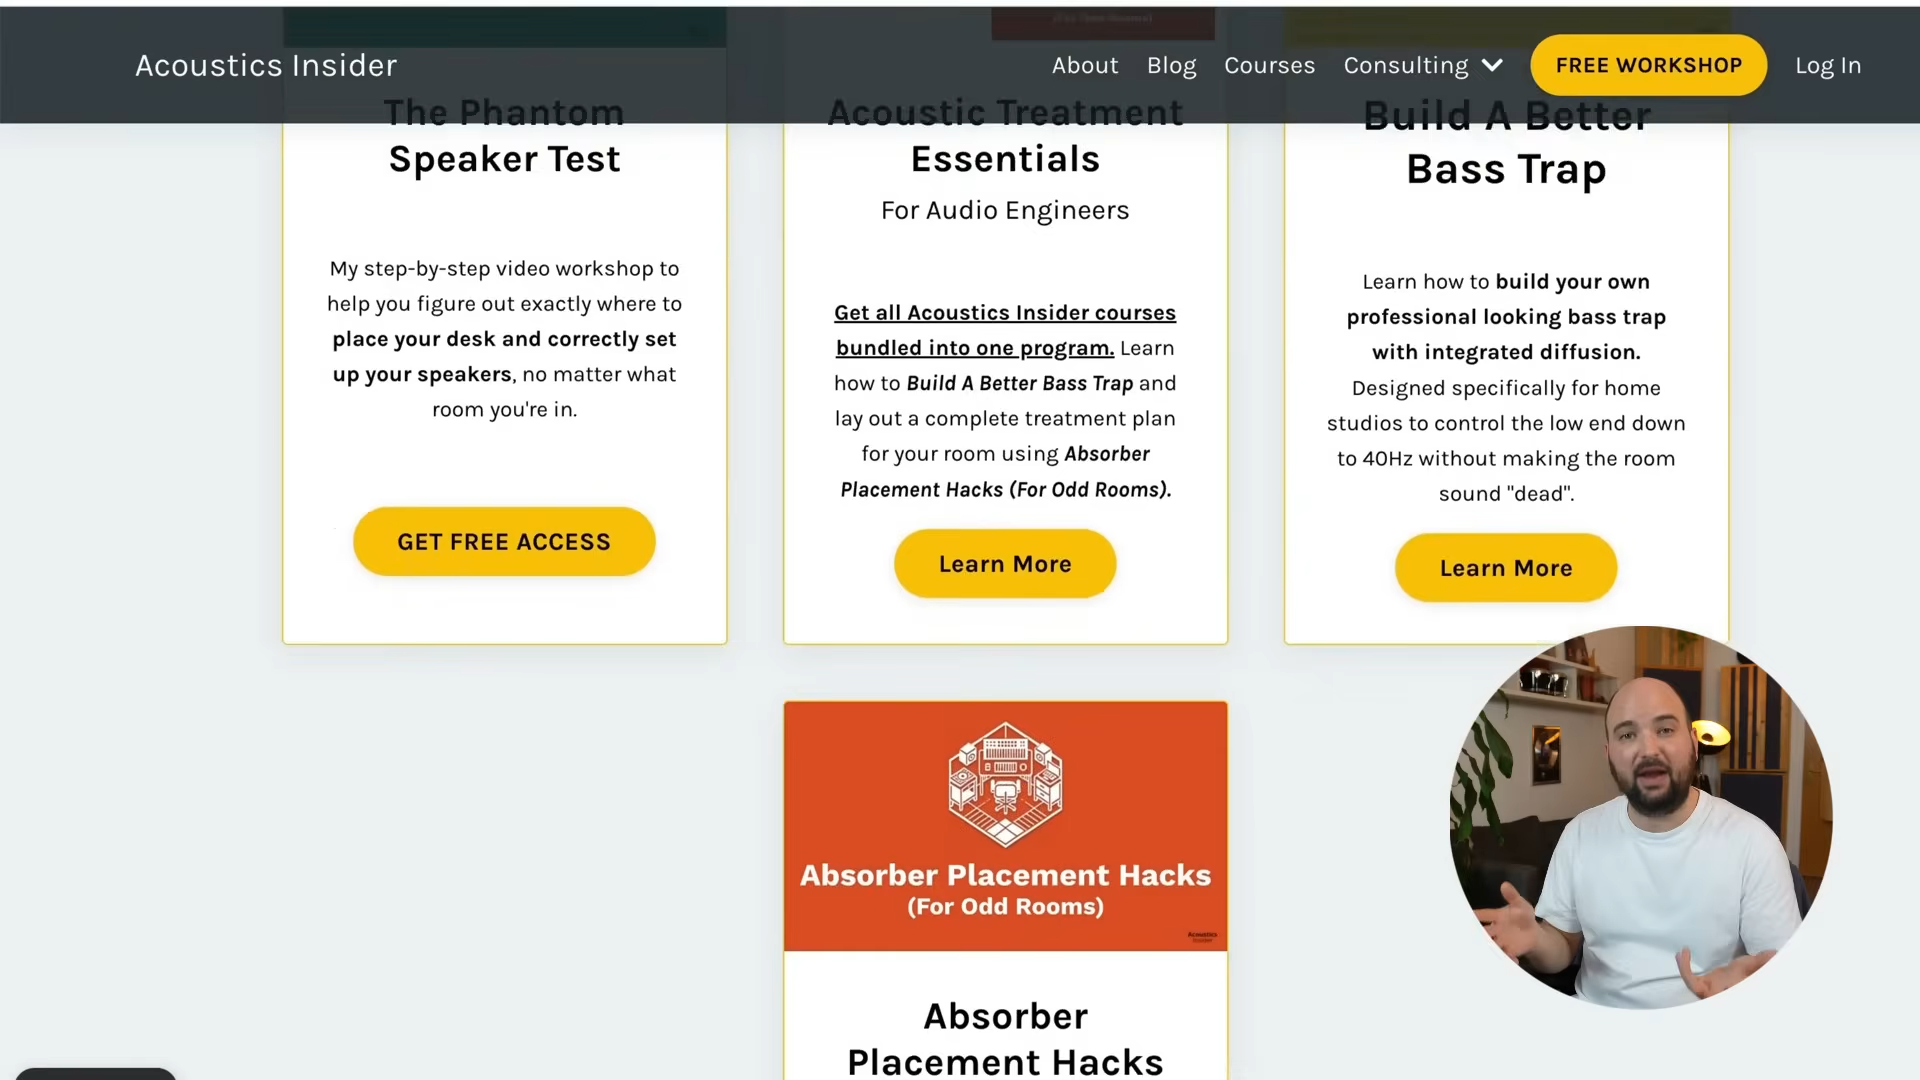 Acoustics Insider
About
Blog
Courses
Consulting
FREE WORKSHOP
Log In
The Phantom
Speaker Test
My step-by-step video workshop to
help you figure out exactly where to
place your desk and correctly set
up your speakers, no matter what
room you're in.
GET FREE ACCESS
Acoustic Treatment
Essentials
For Audio Engineers
Get all Acoustics Insider courses
bundled into one program. Learn
how to Build A Better Bass Trap and
lay out a complete treatment plan
for your room using Absorber
Placement Hacks (For Odd Rooms).
Learn More
Build A Better
Bass Trap
Learn how to build your own
professional looking bass trap
with integrated diffusion.
Designed specifically for home
studios to control the low end down
to 40Hz without making the room
sound "dead".
Learn More
Absorber Placement Hacks
(For Odd Rooms)
Acoustics
Insider
Absorber
Placement Hacks